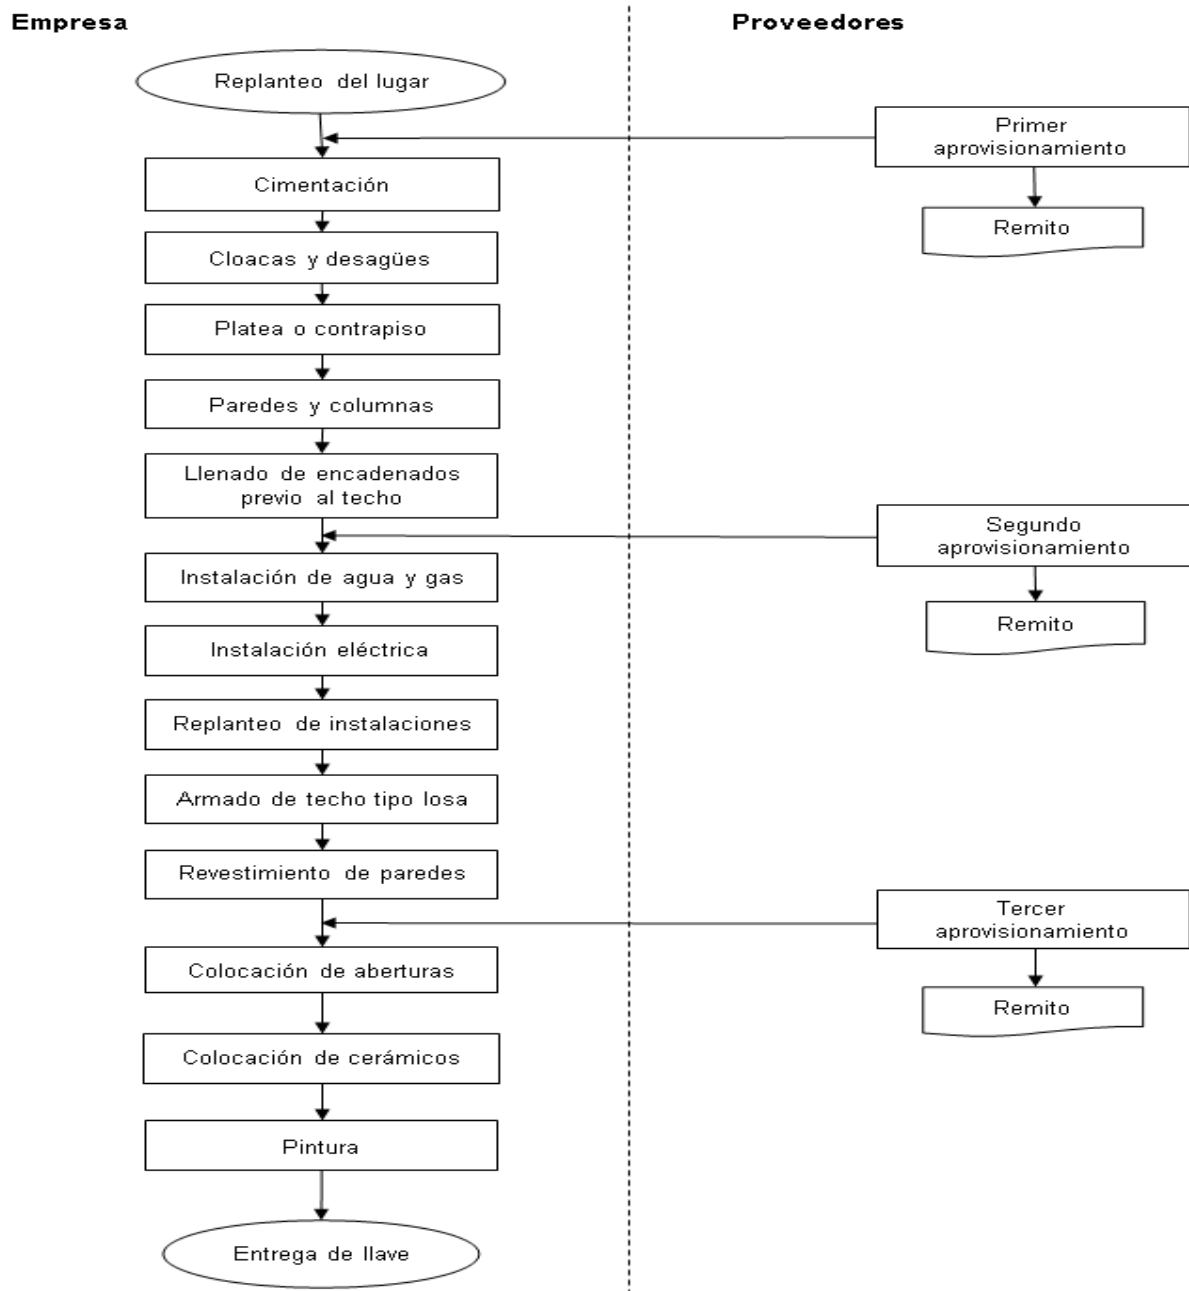 Empresa
Proveedores
Replanteo del lugar
Primer
aprovisionamiento
Remito
Cimentación
Cloacas y desagües
Platea o contrapiso
Paredes y columnas
Llenado de encadenados
previo al techo
Segundo
aprovisionamiento
Remito
Instalación de agua y gas
Instalación eléctrica
Replanteo de instalaciones
Armado de techo tipo losa
Revestimiento de paredes
Tercer
aprovisionamiento
Remito
Colocación de aberturas
Colocación de cerámicos
Pintura
Entrega de llave